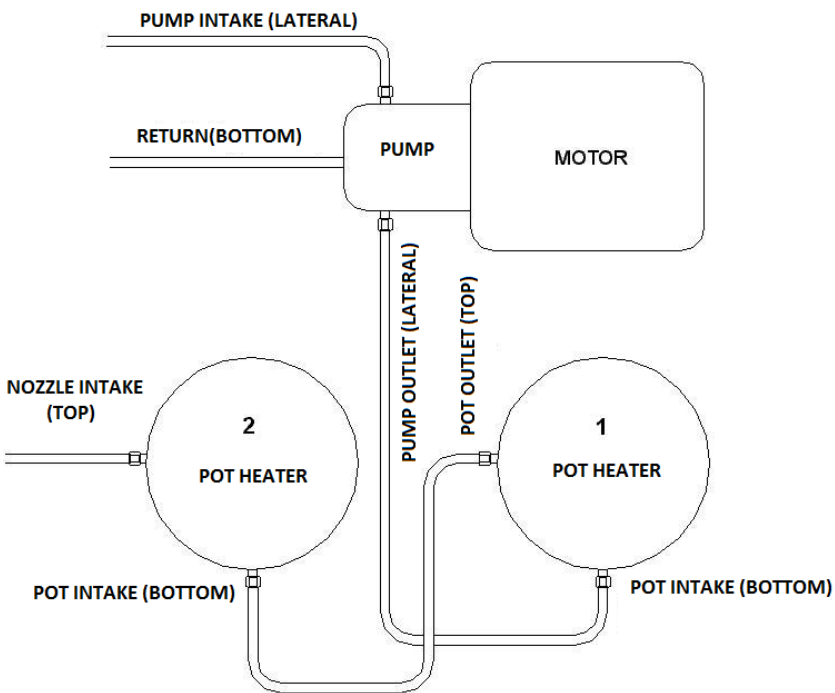 PUMP INTAKE (LATERAL)
RETURN(BOTTOM)
PUMP
MOTOR
PUMP OUTLET (LATERAL)
POT OUTLET (TOP)
NOZZLE INTAKE
(TOP)
2
POT HEATER
1
POT HEATER
POT INTAKE (BOTTOM)
POT INTAKE (BOTTOM)